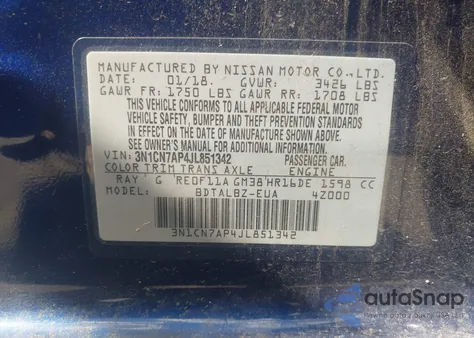 MANUFACTURED BY NISSAN MOTOR CO.,LTD.
DATE: 01/18. GVWR: 3426 LBS
GAWR FR: 1750 LBS GAWR RR: 1708 LBS
THIS VEHICLE CONFORMS TO ALL APPLICABLE FEDERAL MOTOR
VEHICLE SAFETY, BUMPER AND THEFT PREVENTION STANDARDS
IN EFFECT ON THE DATE OF MANUFACTURE SHOWN ABOVE.
SEE OWNER'S MANUAL.
VIN: 3N1CN7AP4JL851342 PASSENGER CAR.
COLOR TRIM TRANS AXLE ENGINE
RAY G RE0F11A GM38 HR16DE 1598 CC
MODEL: BDTALBZ-EUA 4Z000
3N1CN7AP4JL851342
autoSnap